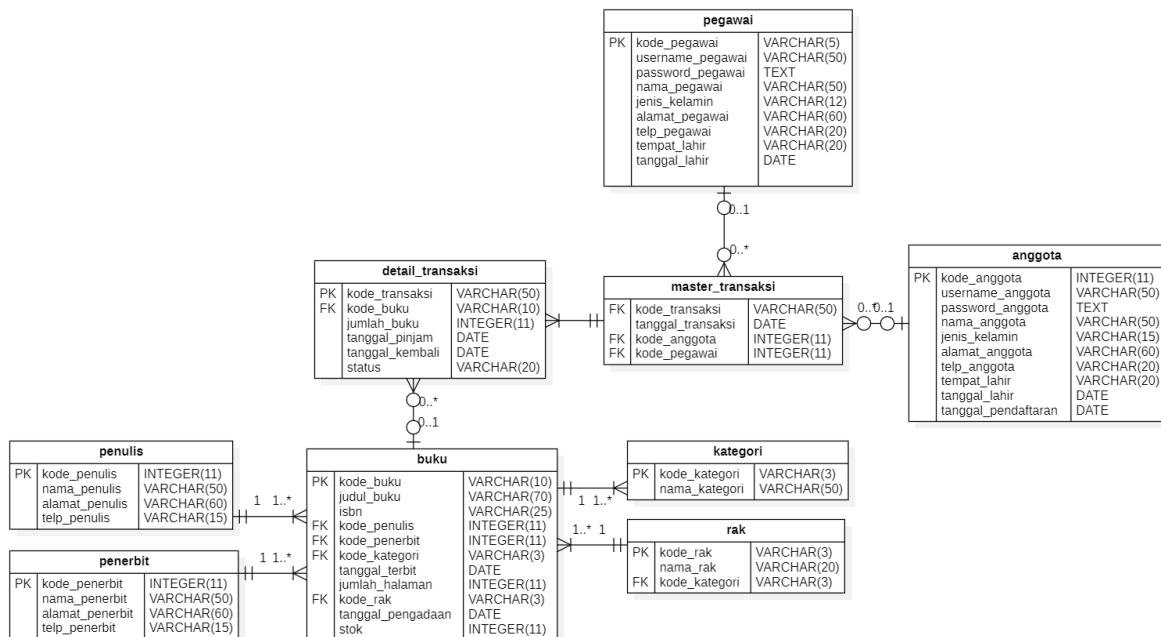 pegawai
PK kode_pegawai VARCHAR(5)
username_pegawai VARCHAR(50)
password_pegawai TEXT
nama_pegawai VARCHAR(50)
jenis_kelamin VARCHAR(12)
alamat_pegawai VARCHAR(60)
telp_pegawai VARCHAR(20)
tempat_lahir VARCHAR(20)
tanggal_lahir DATE
0..1
0..*
detail_transaksi
PK kode_transaksi VARCHAR(50)
FK kode_buku VARCHAR(10)
jumlah_buku INTEGER(11)
tanggal_pinjam DATE
tanggal_kembali DATE
status VARCHAR(20)
master_transaksi
FK kode_transaksi VARCHAR(50)
tanggal_transaksi DATE
FK kode_anggota INTEGER(11)
FK kode_pegawai INTEGER(11)
0..* 0..1
anggota
PK kode_anggota INTEGER(11)
username_anggota VARCHAR(50)
password_anggota TEXT
nama_anggota VARCHAR(50)
jenis_kelamin VARCHAR(15)
alamat_anggota VARCHAR(60)
telp_anggota VARCHAR(20)
tempat_lahir VARCHAR(20)
tanggal_lahir DATE
tanggal_pendaftaran DATE
0..*
0..1
penulis
PK kode_penulis INTEGER(11)
nama_penulis VARCHAR(50)
alamat_penulis VARCHAR(60)
telp_penulis VARCHAR(15)
1 1..*
penerbit
PK kode_penerbit INTEGER(11)
nama_penerbit VARCHAR(50)
alamat_penerbit VARCHAR(60)
telp_penerbit VARCHAR(15)
1 1..*
buku
PK kode_buku VARCHAR(10)
judul_buku VARCHAR(70)
isbn VARCHAR(25)
FK kode_penulis INTEGER(11)
FK kode_penerbit INTEGER(11)
FK kode_kategori VARCHAR(3)
tanggal_terbit DATE
jumlah_halaman INTEGER(11)
FK kode_rak VARCHAR(3)
tanggal_pengadaan DATE
stok INTEGER(11)
1 1..*
kategori
PK kode_kategori VARCHAR(3)
nama_kategori VARCHAR(50)
1..* 1
rak
PK kode_rak VARCHAR(3)
nama_rak VARCHAR(20)
FK kode_kategori VARCHAR(3)